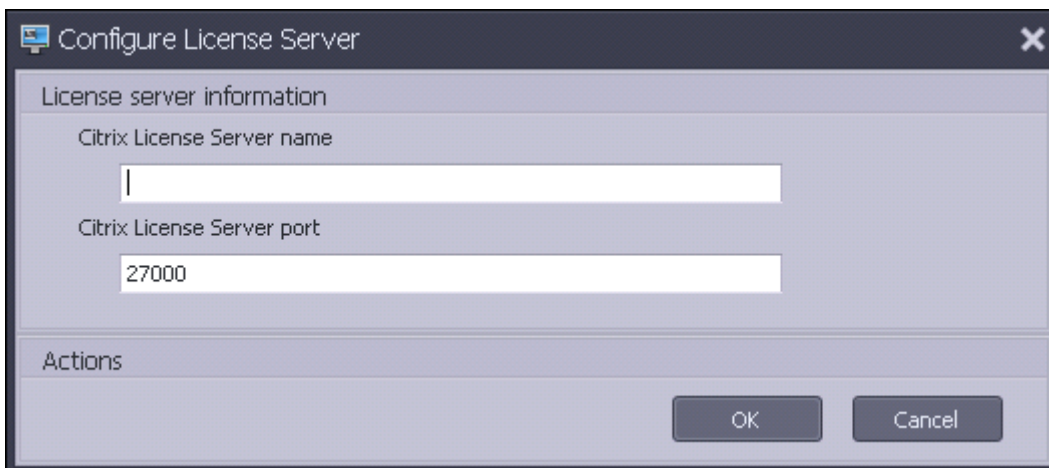 Configure License Server
License server information
Citrix License Server name
Citrix License Server port
27000
Actions
OK
Cancel